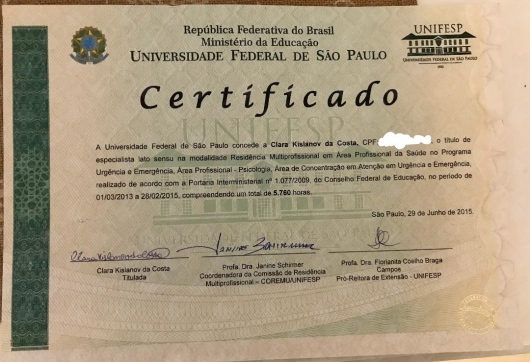 República Federativa do Brasil
Ministério da Educação
UNIVERSIDADE FEDERAL DE SÃO PAULO
UNIFESP
UNIVERSIDADE FEDERAL DE SÃO PAULO
Certificado
UNIFESP
A Universidade Federal de São Paulo concede a Clara Kislanov da Costa, CPF: , o título de
especialista lato sensu na modalidade Residência Multiprofissional em Área Profissional da Saúde no Programa
Urgência e Emergência, Área Profissional - Psicologia, Área de Concentração em Atenção em Urgência e Emergência,
realizado de acordo com a Portaria Interministerial nº 1.077/2009, do Conselho Federal de Educação, no período de
01/03/2013 a 28/02/2015, compreendendo um total de 5.760 horas.
São Paulo, 29 de Junho de 2015.
Clara Kislanov da Costa
Titulada
Profa. Dra. Janine Schirmer
Coordenadora da Comissão de Residência
Multiprofissional – COREMU/UNIFESP
Profa. Dra. Florianita Coelho Braga
Campos
Pró-Reitora de Extensão - UNIFESP